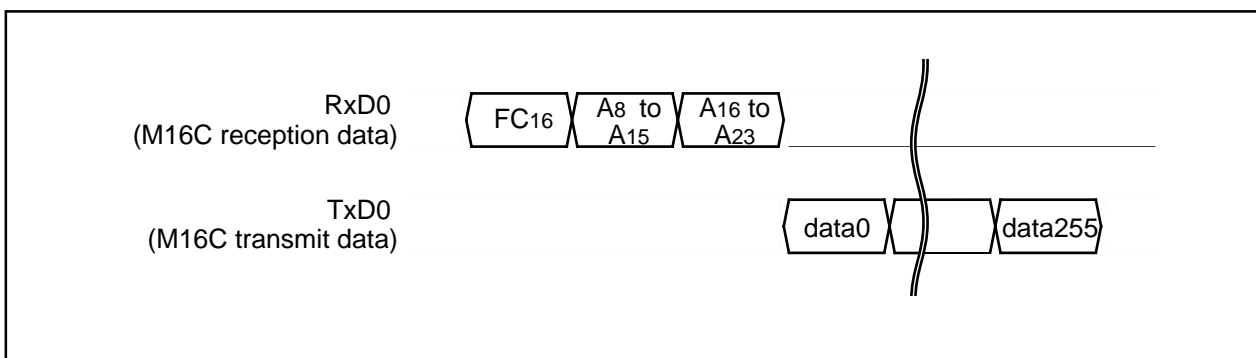 RxD0
(M16C reception data)
FC16
A8 to
A15
A16 to
A23
TxD0
(M16C transmit data)
data0
data255